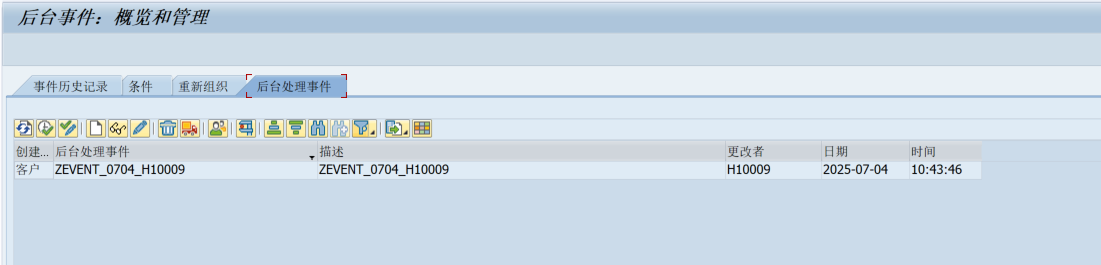 后台事件：概览和管理
事件历史记录 条件 重新组织 后台处理事件
创建... 后台处理事件 描述 更改者 日期 时间
客户 ZEVENT_0704_H10009 ZEVENT_0704_H10009 H10009 2025-07-04 10:43:46